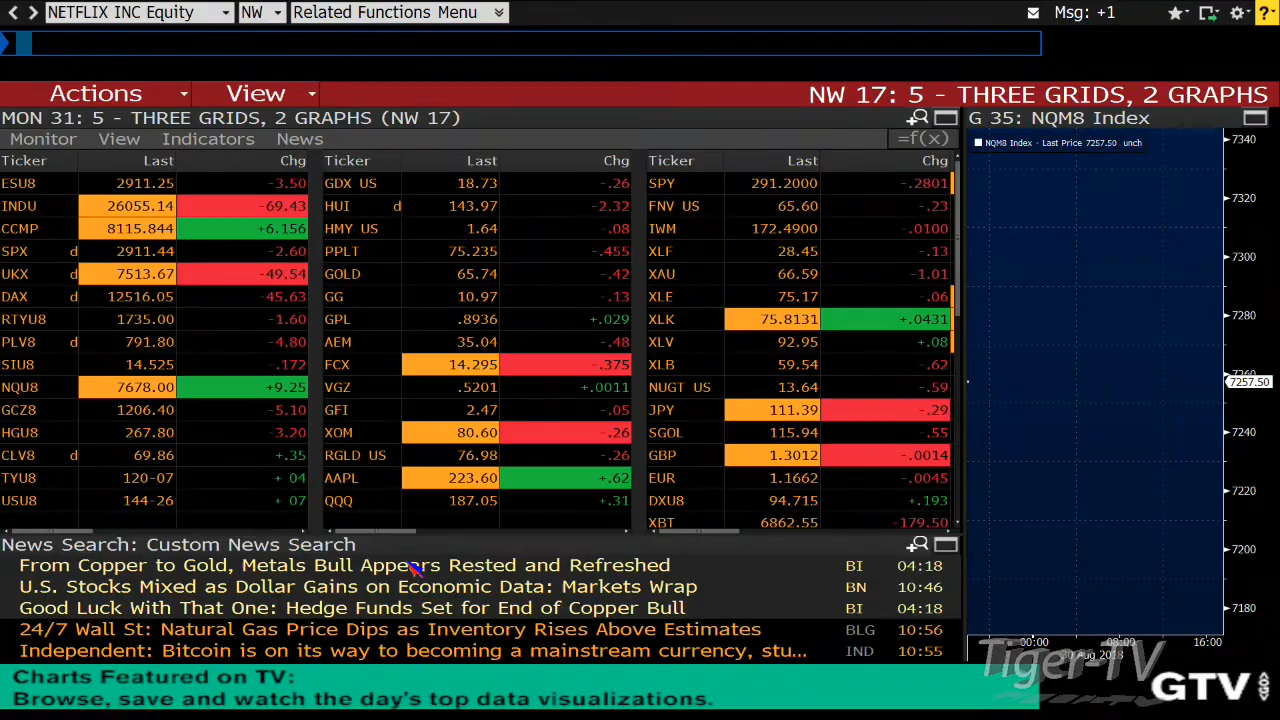 NETFLIX INC Equity NW Related Functions Menu Msg: +1 ?
Actions View NW 17: 5 - THREE GRIDS, 2 GRAPHS
MON 31: 5 - THREE GRIDS, 2 GRAPHS (NW 17) G 35: NQM8 Index
Monitor View Indicators News =f(x)
NQM8 Index - Last Price 7257.50 unch
Ticker Last Chg Ticker Last Chg Ticker Last Chg
ESU8 2911.25 -3.50 GDX US 18.73 -.26 SPY 291.2000 -.2801
INDU 26055.14 -69.43 HUI d 143.97 -2.32 FNV US 65.60 -.23
CCMP 8115.844 +6.156 HMY US 1.64 -.08 IWM 172.4900 -.0100
SPX d 2911.44 -2.60 PPLT 75.235 -.455 XLF 28.45 -.13
UKX d 7513.67 -49.54 GOLD 65.74 -.42 XAU 66.59 -1.01
DAX d 12516.05 -45.63 GG 10.97 -.13 XLE 75.17 -.06
RTYU8 1735.00 -1.60 GPL .8936 +.029 XLK 75.8131 +.0431
PLV8 d 791.80 -4.80 AEM 35.04 -.48 XLV 92.95 +.08
SIU8 14.525 -.172 FCX 14.295 -.375 XLB 59.54 -.62
NQU8 7678.00 +9.25 VGZ .5201 +.0011 NUGT US 13.64 -.59
GCZ8 1206.40 -5.10 GFI 2.47 -.05 JPY 111.39 -.29
HGU8 267.80 -3.20 XOM 80.60 -.26 SGOL 115.94 -.55
CLV8 d 69.86 +.35 RGLD US 76.98 -.26 GBP 1.3012 -.0014
TYU8 120-07 + 04 AAPL 223.60 +.62 EUR 1.1662 -.0045
USU8 144-26 + 07 QQQ 187.05 +.31 DXU8 94.715 +.193
XBT 6862.55 -179.50
7340
7320
7300
7280
7260
7257.50
7240
7220
7200
7180
00:00 08:00 16:00
30 Aug 2018
News Search: Custom News Search
From Copper to Gold, Metals Bull Appears Rested and Refreshed BI 04:18
U.S. Stocks Mixed as Dollar Gains on Economic Data: Markets Wrap BN 10:46
Good Luck With That One: Hedge Funds Set for End of Copper Bull BI 04:18
24/7 Wall St: Natural Gas Price Dips as Inventory Rises Above Estimates BLG 10:56
Independent: Bitcoin is on its way to becoming a mainstream currency, stu... IND 10:55
Tiger-TV
Charts Featured on TV:
Browse, save and watch the day's top data visualizations.
GTV